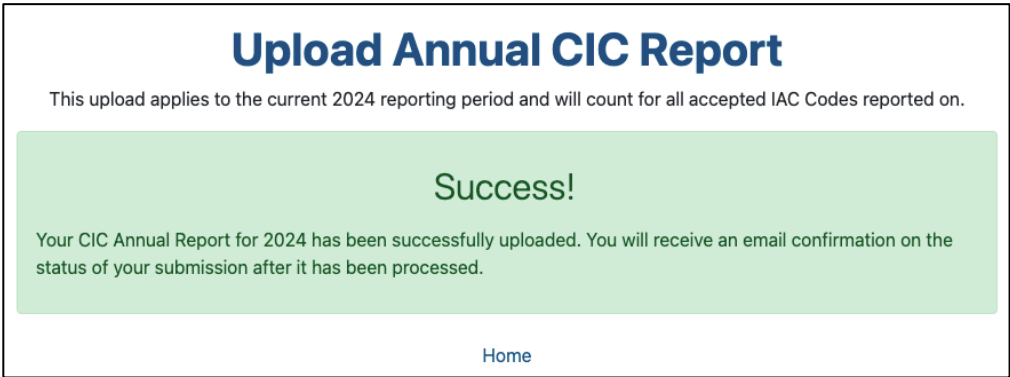 Upload Annual CIC Report
This upload applies to the current 2024 reporting period and will count for all accepted IAC Codes reported on.
Success!
Your CIC Annual Report for 2024 has been successfully uploaded. You will receive an email confirmation on the
status of your submission after it has been processed.
Home